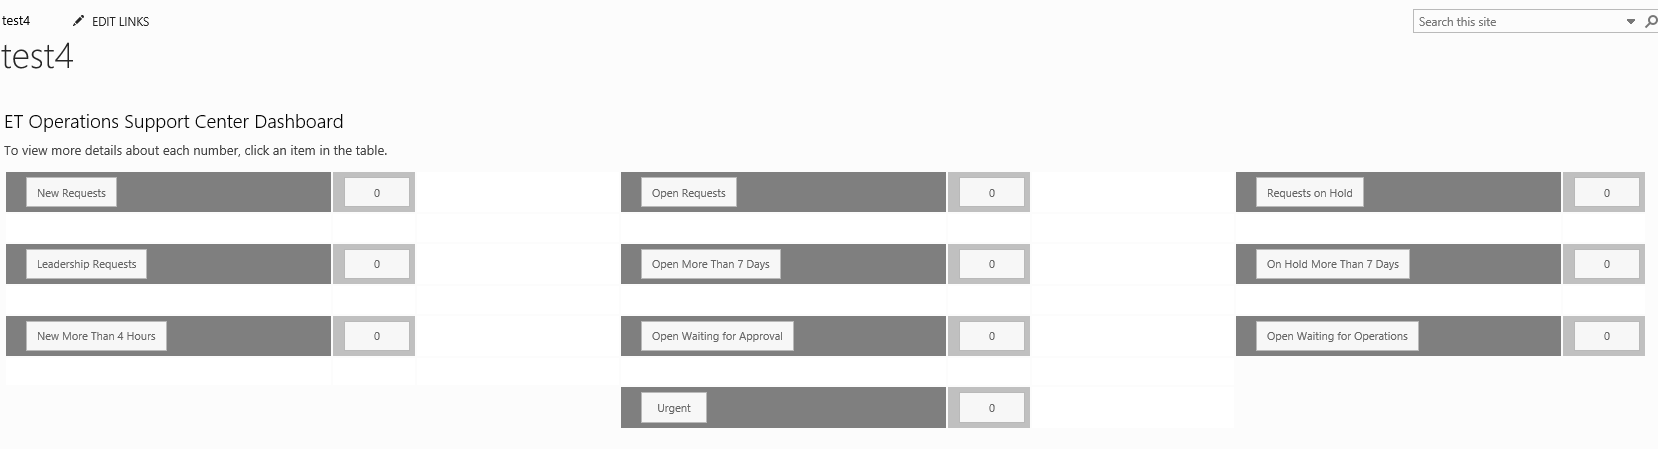 test4 EDIT LINKS Search this site
test4
ET Operations Support Center Dashboard
To view more details about each number, click an item in the table.
New Requests 0 Open Requests 0 Requests on Hold 0
Leadership Requests 0 Open More Than 7 Days 0 On Hold More Than 7 Days 0
New More Than 4 Hours 0 Open Waiting for Approval 0 Open Waiting for Operations 0
Urgent 0